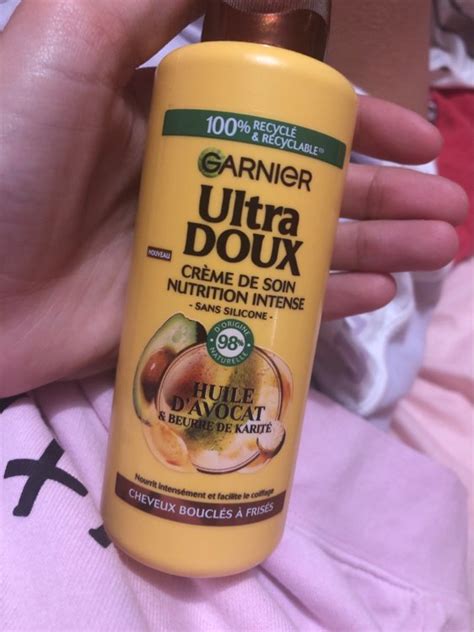 100% RECYCLÉ
& RECYCLABLE
GARNIER
Ultra
DOUX
NOUVEAU
CRÈME DE SOIN
NUTRITION INTENSE
- SANS SILICONE -
D'ORIGINE
98%
NATURELLE
HUILE
D'AVOCAT
& BEURRE DE KARITÉ
Nourrit intensément et facilite le coiffage
CHEVEUX BOUCLÉS À FRISÉS